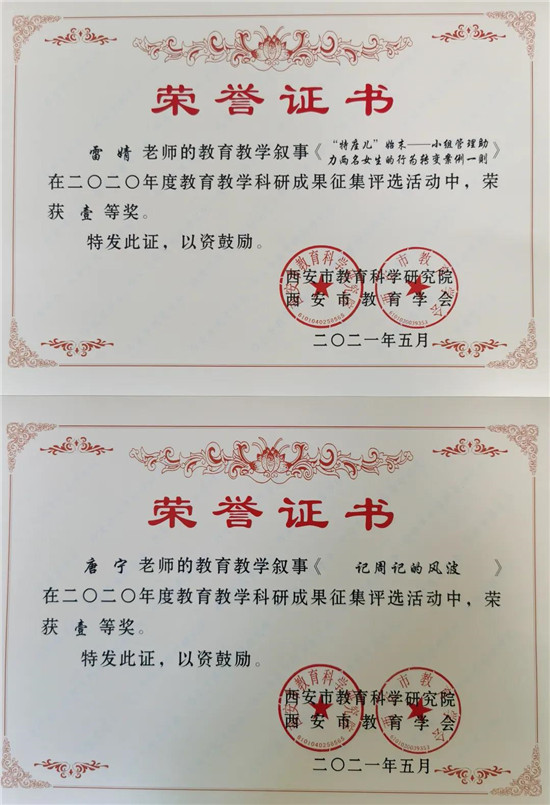 荣誉证书
雷婧 老师的教育教学叙事《“特座儿”始末——小组管理助
力两名女生的行为转变案例一则》
在二〇二〇年度教育教学科研成果征集评选活动中，荣
获 壹 等奖。
特发此证，以资鼓励。
西安市教育科学研究院
西安市教育学会
二〇二一年五月
荣誉证书
唐宁 老师的教育教学叙事《 记周记的风波 》
在二〇二〇年度教育教学科研成果征集评选活动中，荣
获 壹 等奖。
特发此证，以资鼓励。
西安市教育科学研究院
西安市教育学会
二〇二一年五月